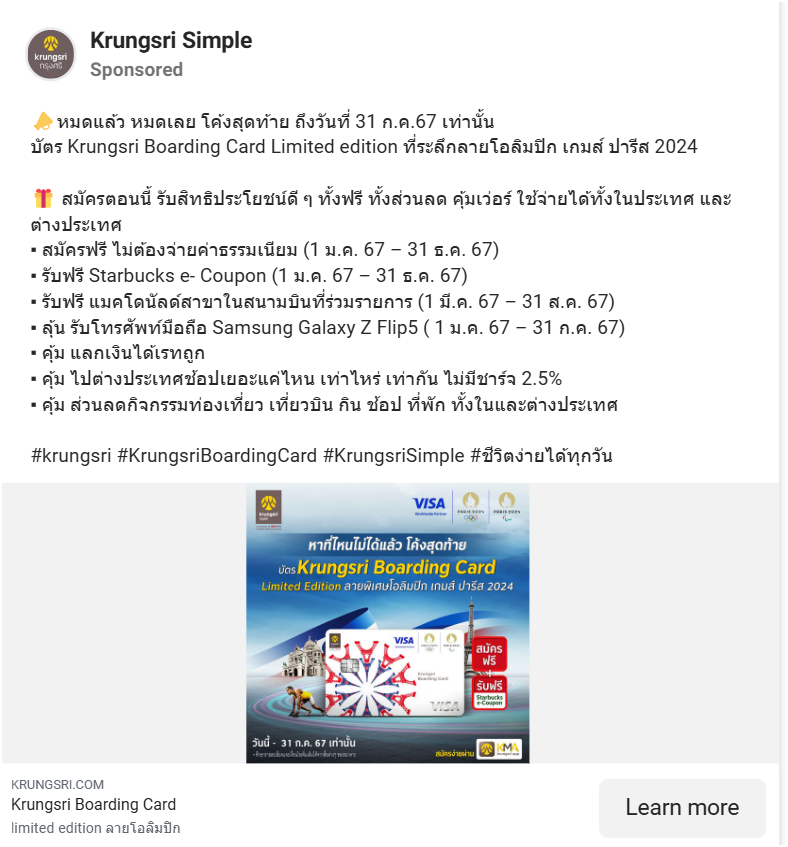 krungsri
กรุงศรี
Krungsri Simple
Sponsored
หมดแล้ว หมดเลย โค้งสุดท้าย ถึงวันที่ 31 ก.ค.67 เท่านั้น
บัตร Krungsri Boarding Card Limited edition ที่ระลึกลายโอลิมปิก เกมส์ ปารีส 2024
สมัครตอนนี้ รับสิทธิประโยชน์ดี ๆ ทั้งฟรี ทั้งส่วนลด คุ้มเว่อร์ ใช้จ่ายได้ทั้งในประเทศ และ
ต่างประเทศ
▪ สมัครฟรี ไม่ต้องจ่ายค่าธรรมเนียม (1 ม.ค. 67 – 31 ธ.ค. 67)
▪ รับฟรี Starbucks e- Coupon (1 ม.ค. 67 – 31 ธ.ค. 67)
▪ รับฟรี แมคโดนัลด์สาขาในสนามบินที่ร่วมรายการ (1 มี.ค. 67 – 31 ส.ค. 67)
▪ ลุ้น รับโทรศัพท์มือถือ Samsung Galaxy Z Flip5 ( 1 ม.ค. 67 – 31 ก.ค. 67)
▪ คุ้ม แลกเงินได้เรทถูก
▪ คุ้ม ไปต่างประเทศช้อปเยอะแค่ไหน เท่าไหร่ เท่ากัน ไม่มีชาร์จ 2.5%
▪ คุ้ม ส่วนลดกิจกรรมท่องเที่ยว เที่ยวบิน กิน ช้อป ที่พัก ทั้งในและต่างประเทศ
#krungsri #KrungsriBoardingCard #KrungsriSimple #ชีวิตง่ายได้ทุกวัน
krungsri
VISA
Worldwide Partner
PARIS 2024
PARIS 2024
หาที่ไหนไม่ได้แล้ว โค้งสุดท้าย
บัตร Krungsri Boarding Card
Limited Edition ลายพิเศษโอลิมปิก เกมส์ ปารีส 2024
VISA
Krungsri
Boarding Card
VISA
สมัคร
ฟรี
+
รับฟรี
Starbucks
e-Coupon
วันนี้ - 31 ก.ค. 67 เท่านั้น
สมัครง่ายผ่าน
KMA
KRUNGSRI.COM
Krungsri Boarding Card
limited edition ลายโอลิมปิก
Learn more